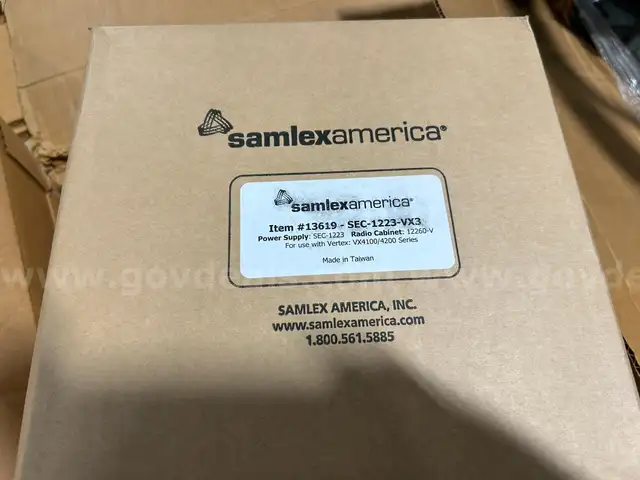 samlexamerica®
samlexamerica®
Item #13619 - SEC-1223-VX3
Power Supply: SEC-1223 Radio Cabinet: 12260-V
For use with Vertex: VX4100/4200 Series
Made in Taiwan
SAMLEX AMERICA, INC.
www.samlexamerica.com
1.800.561.5885